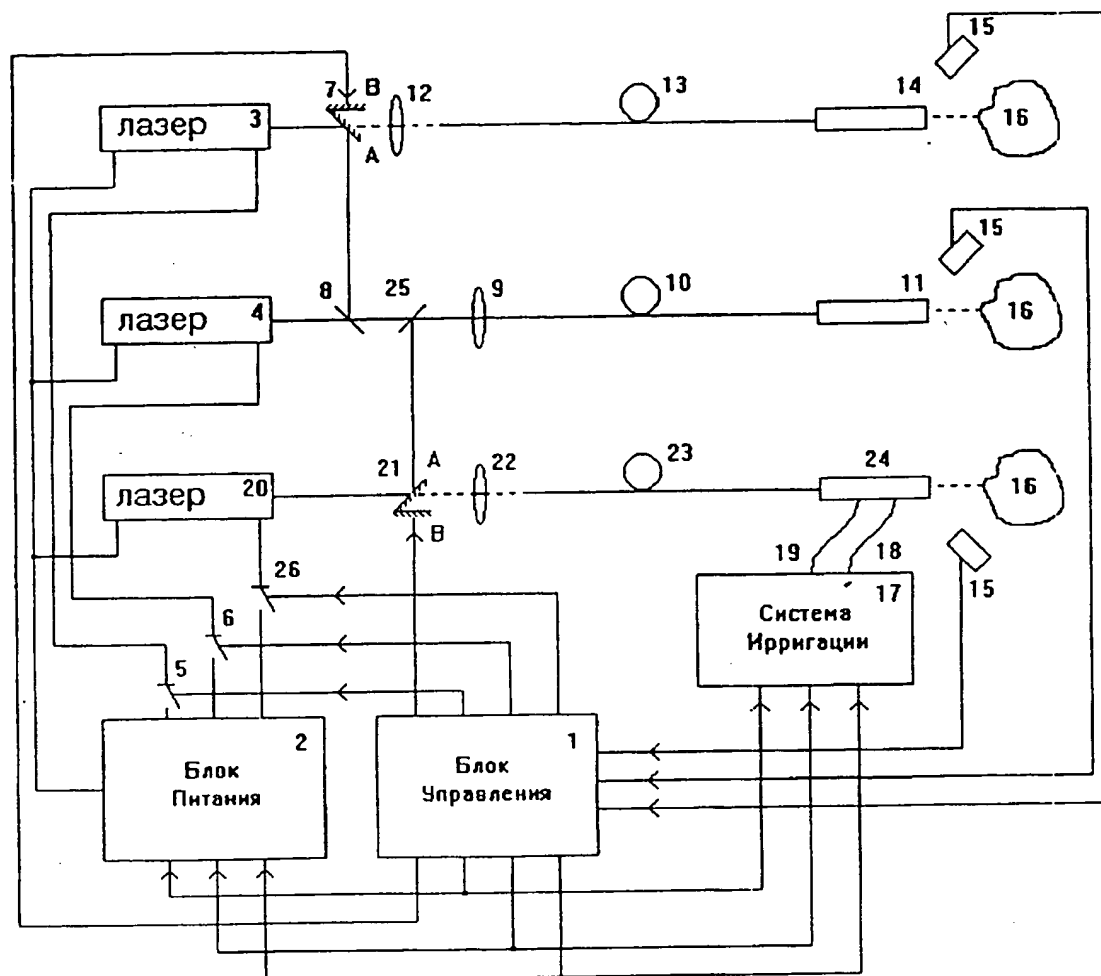 15
7 B 12 13 14
лазер 3 16
A
15
8 25 9 10 11
лазер 4 16
21 A 22 23 24
лазер 20 16
B
26 19 18 15
6 17
Система
Ирригации
5
2 1
Блок
Питания
Блок
Управления